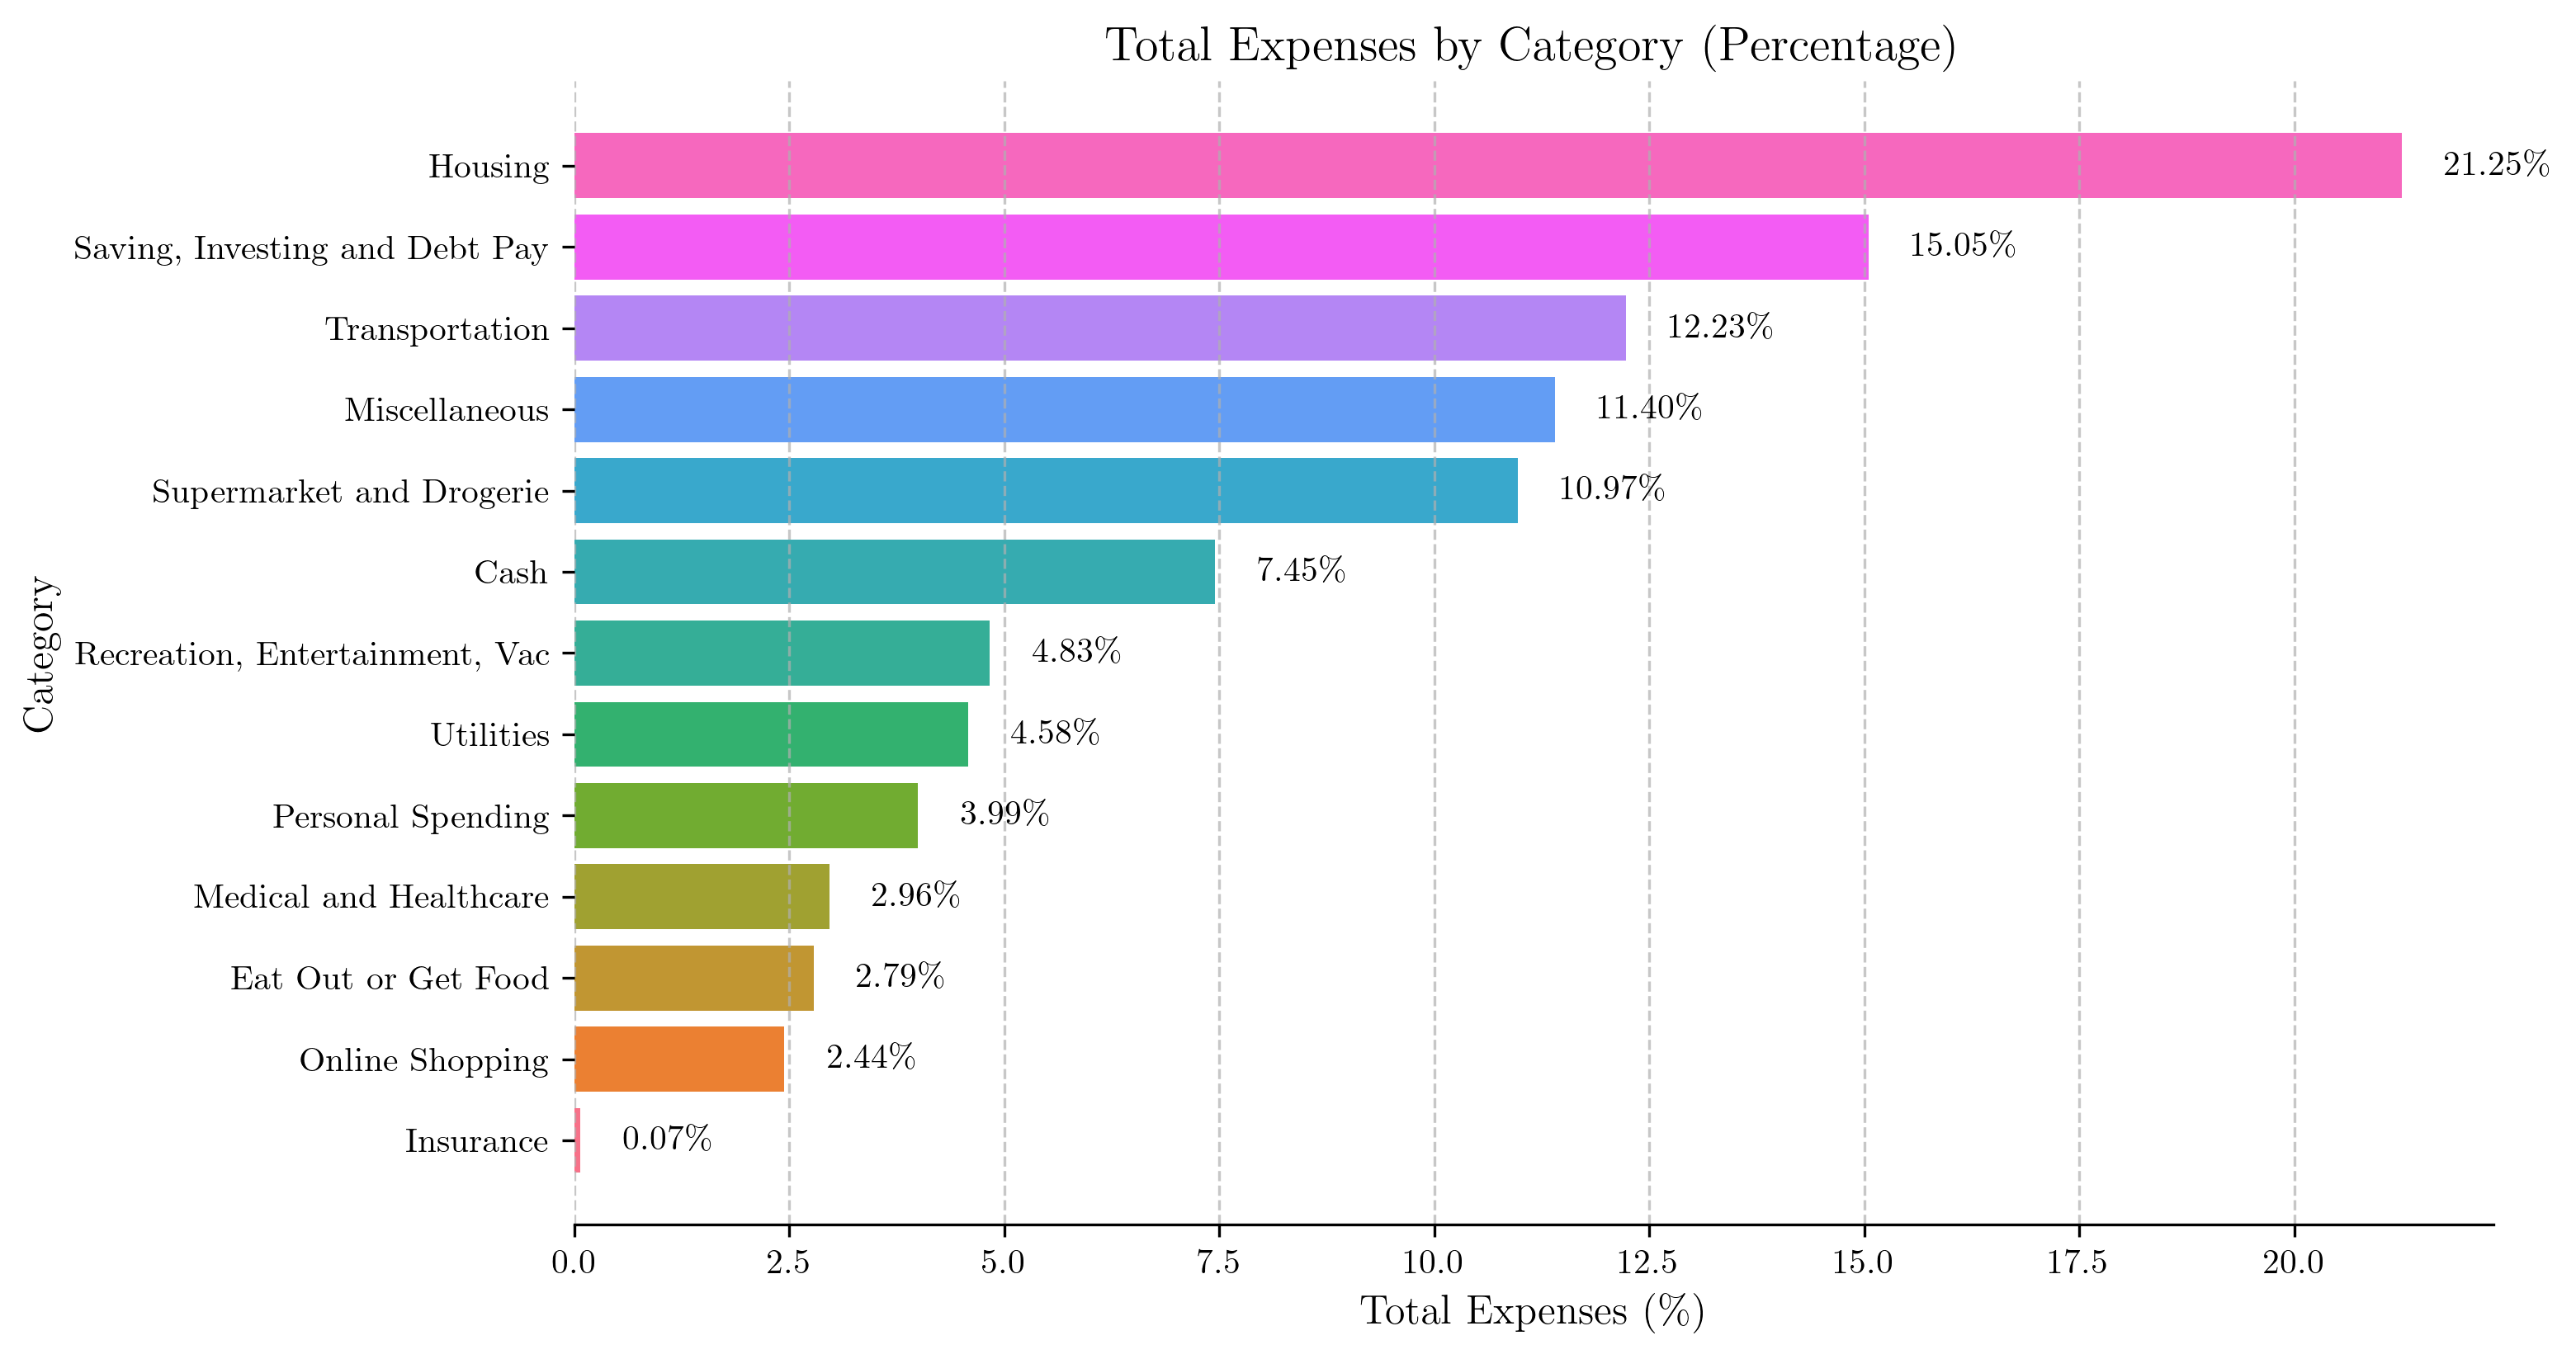 Total Expenses by Category (Percentage)
Housing 21.25%
Saving, Investing and Debt Pay 15.05%
Transportation 12.23%
Miscellaneous 11.40%
Supermarket and Drogerie 10.97%
Cash 7.45%
Recreation, Entertainment, Vac 4.83%
Utilities 4.58%
Personal Spending 3.99%
Medical and Healthcare 2.96%
Eat Out or Get Food 2.79%
Online Shopping 2.44%
Insurance 0.07%
Category
0.0 2.5 5.0 7.5 10.0 12.5 15.0 17.5 20.0
Total Expenses (%)